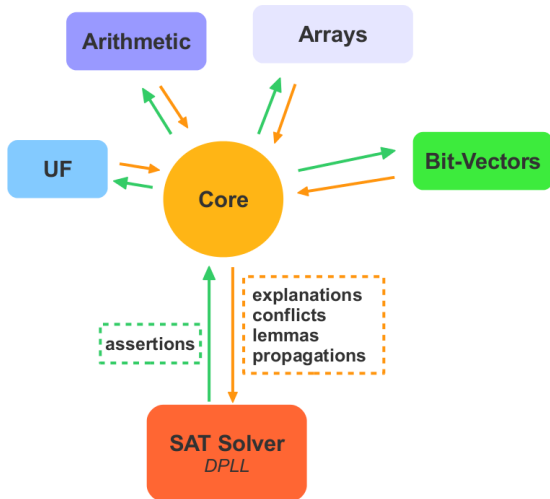 Arithmetic
Arrays
UF
Bit-Vectors
Core
assertions
explanations
conflicts
lemmas
propagations
SAT Solver
DPLL